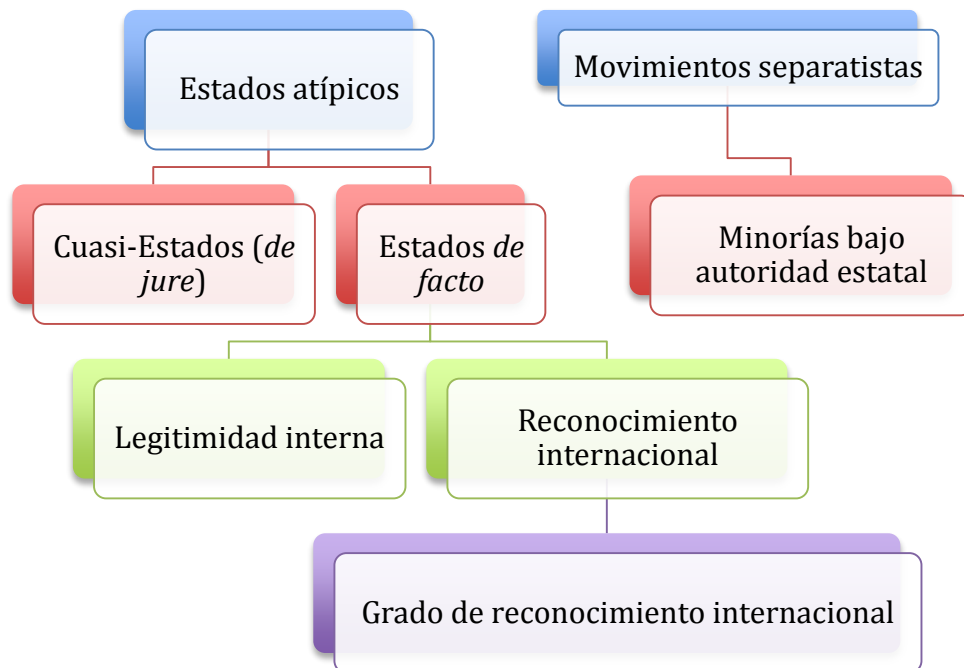 Estados atípicos
Movimientos separatistas
Cuasi-Estados (de
jure)
Estados de
facto
Minorías bajo
autoridad estatal
Legitimidad interna
Reconocimiento
internacional
Grado de reconocimiento internacional